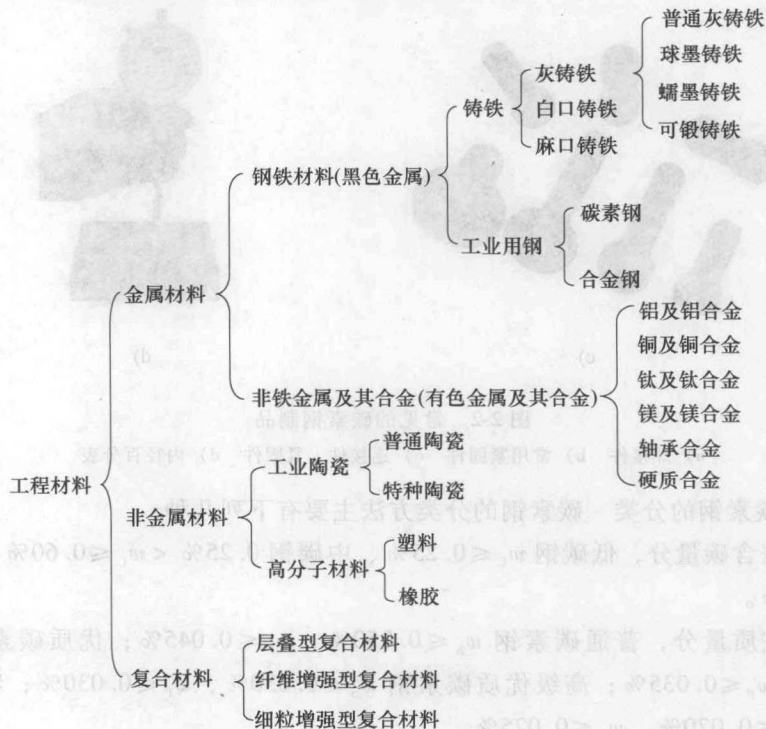 普通灰铸铁
球墨铸铁
灰铸铁
蠕墨铸铁
铸铁
白口铸铁
可锻铸铁
麻口铸铁
钢铁材料(黑色金属)
碳素钢
工业用钢
合金钢
金属材料
铝及铝合金
铜及铜合金
钛及钛合金
非铁金属及其合金(有色金属及其合金)
镁及镁合金
普通陶瓷
轴承合金
工业陶瓷
硬质合金
特种陶瓷
工程材料
非金属材料
塑料
高分子材料
橡胶
层叠型复合材料
复合材料
纤维增强型复合材料
细粒增强型复合材料